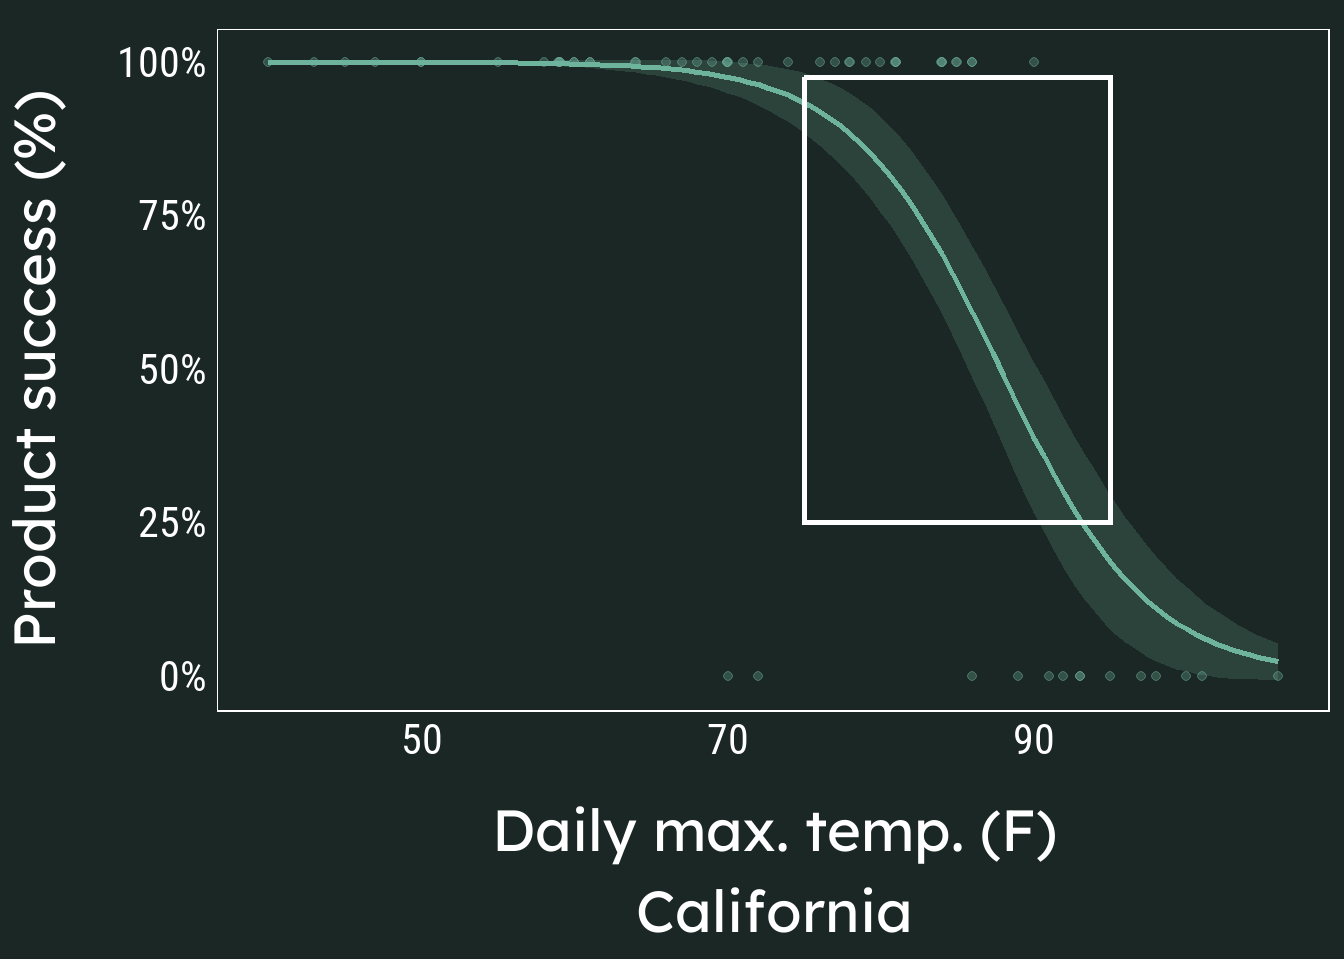 Product success (%)
100%
75%
50%
25%
0%
50 70 90
Daily max. temp. (F)
California